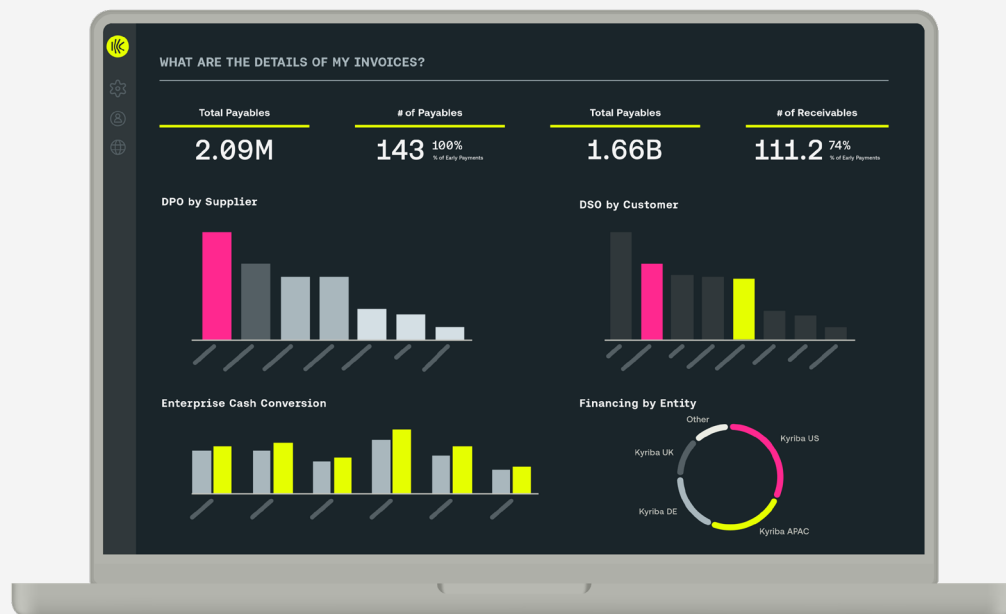 WHAT ARE THE DETAILS OF MY INVOICES?
Total Payables
# of Payables
Total Payables
# of Receivables
2.09M
143
100%
% of Early Payments
1.66B
111.2
74%
% of Early Payments
DPO by Supplier
DSO by Customer
Enterprise Cash Conversion
Financing by Entity
Other
Kyriba US
Kyriba UK
Kyriba DE
Kyriba APAC